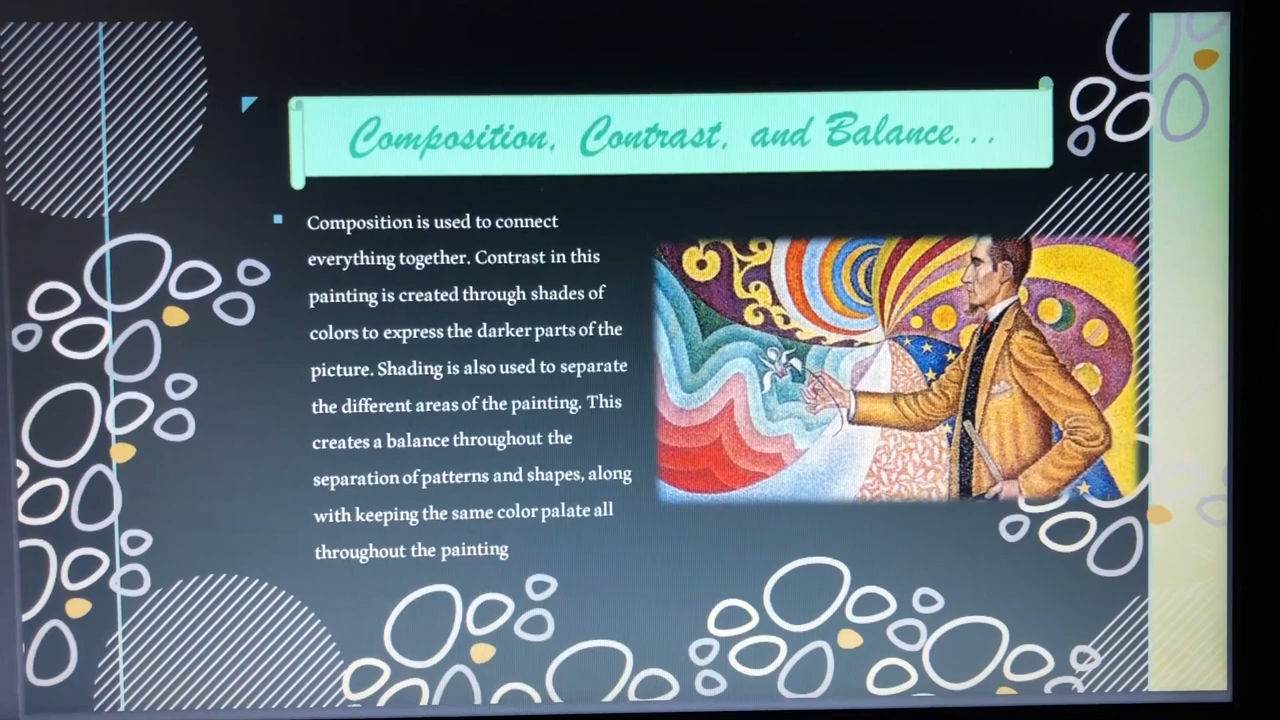 Composition, Contrast, and Balance...
Composition is used to connect
everything together. Contrast in this
painting is created through shades of
colors to express the darker parts of the
picture. Shading is also used to separate
the different areas of the painting. This
creates a balance throughout the
separation of patterns and shapes, along
with keeping the same color palate all
throughout the painting